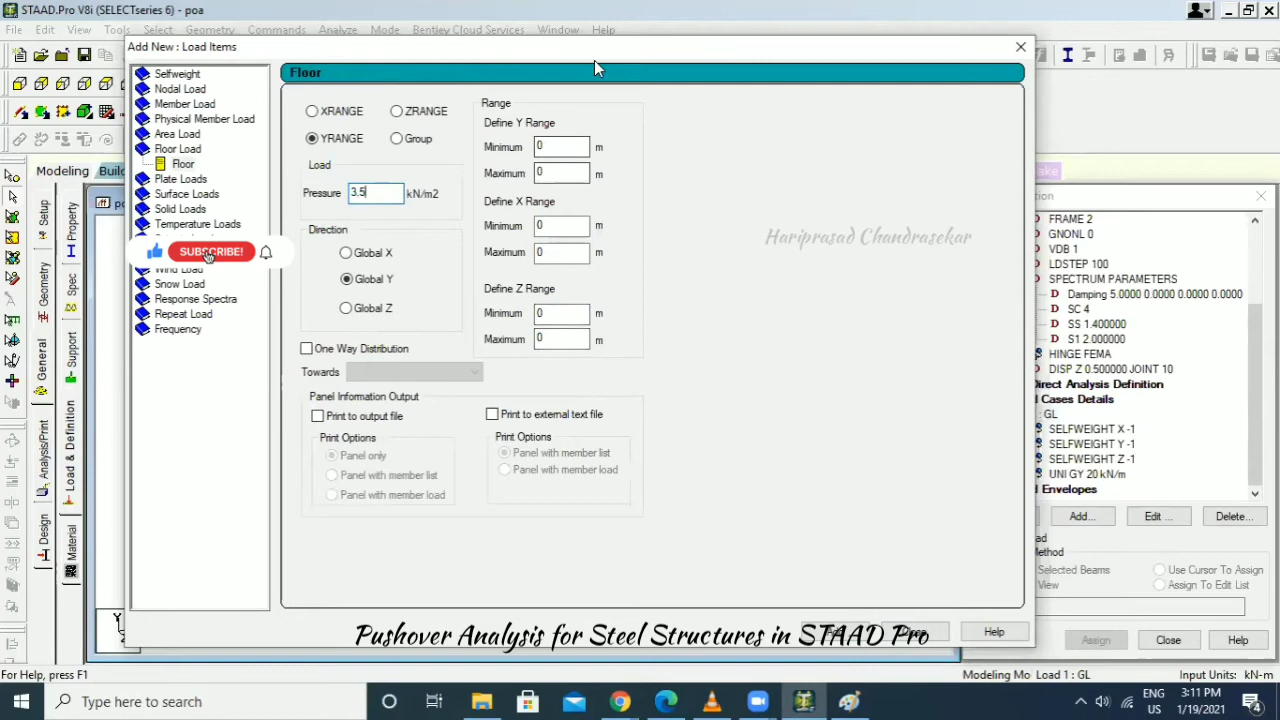 STAAD.Pro V8i (SELECTseries 6) - poa
File Edit View Tools Select Geometry Commands Analyze Mode Bentley Cloud Services Window Help
Add New : Load Items
Selfweight
Nodal Load
Member Load
Physical Member Load
Area Load
Floor Load
Floor
Plate Loads
Surface Loads
Solid Loads
Temperature Loads
SUBSCRIBE!
Wind Load
Snow Load
Response Spectra
Repeat Load
Frequency
Floor
XRANGE ZRANGE
YRANGE Group
Load
Pressure 3.5 kN/m2
Direction
Global X
Global Y
Global Z
One Way Distribution
Towards
Range
Define Y Range
Minimum 0 m
Maximum 0 m
Define X Range
Minimum 0 m
Maximum 0 m
Define Z Range
Minimum 0 m
Maximum 0 m
Panel Information Output
Print to output file
Print Options
Panel only
Panel with member list
Panel with member load
Print to external text file
Print Options
Panel with member list
Panel with member load
Hariprasad Chandrasekar
Help
Modeling
Setup
Geometry
General
Analysis/Print
Design
Property
Spec
Support
Load & Definition
Material
FRAME 2
GNONL 0
VDB 1
LDSTEP 100
SPECTRUM PARAMETERS
Damping 5.0000 0.0000 0.0000 0.0000
SC 4
SS 1.400000
S1 2.000000
HINGE FEMA
DISP Z 0.500000 JOINT 10
Direct Analysis Definition
Cases Details
: GL
SELFWEIGHT X -1
SELFWEIGHT Y -1
SELFWEIGHT Z -1
UNI GY 20 kN/m
Envelopes
Add... Edit ... Delete...
Method
Selected Beams Use Cursor To Assign
View Assign To Edit List
Assign Close Help
Pushover Analysis for Steel Structures in STAAD Pro
For Help, press F1
Modeling Mo Load 1 : GL Input Units: kN-m
Type here to search
ENG
US
3:11 PM
1/19/2021
4